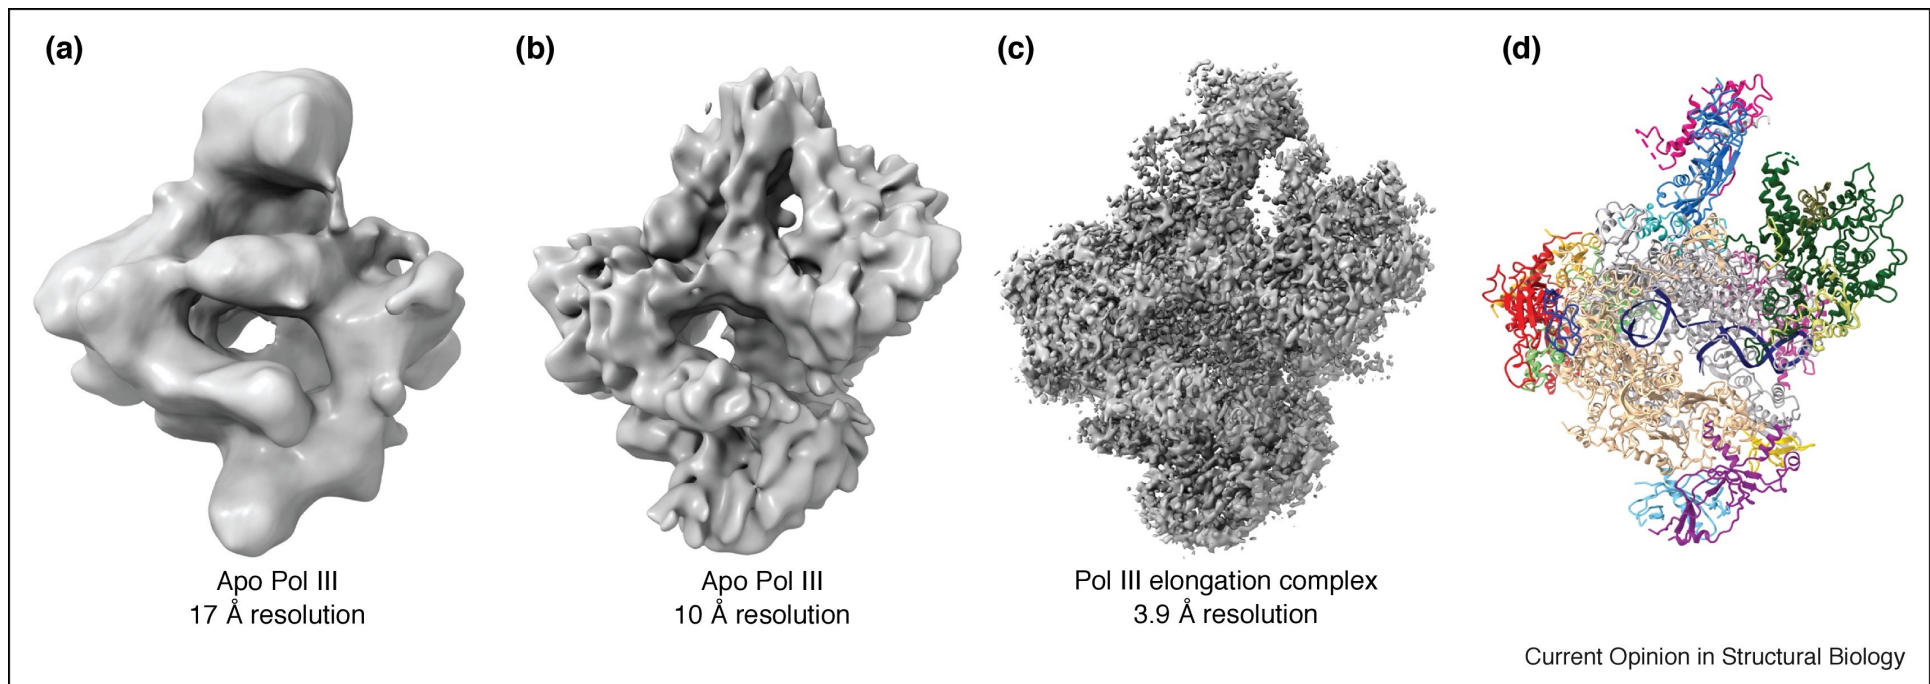 (a)
(b)
(c)
(d)
Apo Pol III
17 Å resolution
Apo Pol III
10 Å resolution
Pol III elongation complex
3.9 Å resolution
Current Opinion in Structural Biology